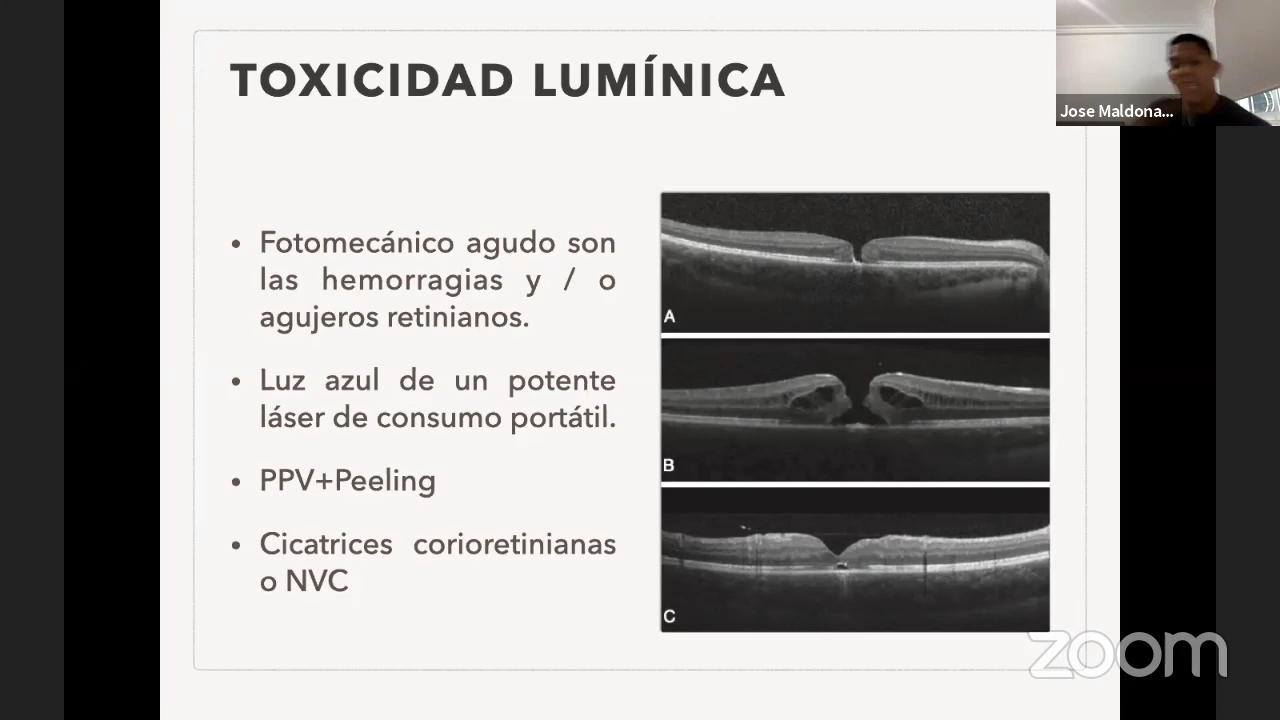 TOXICIDAD LUMÍNICA
Jose Maldona...
• Fotomecánico agudo son
las hemorragias y / o
agujeros retinianos.
• Luz azul de un potente
láser de consumo portátil.
• PPV+Peeling
• Cicatrices corioretinianas
o NVC
A
B
C
zoom